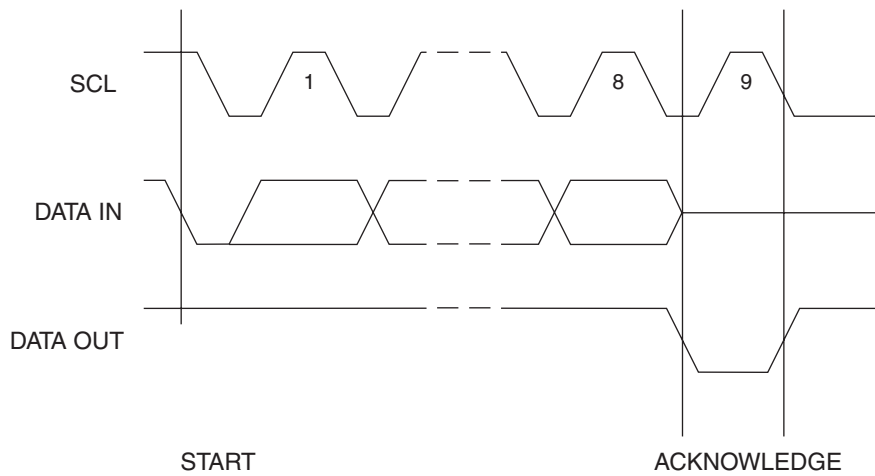 SCL
1
8
9
DATA IN
DATA OUT
START
ACKNOWLEDGE